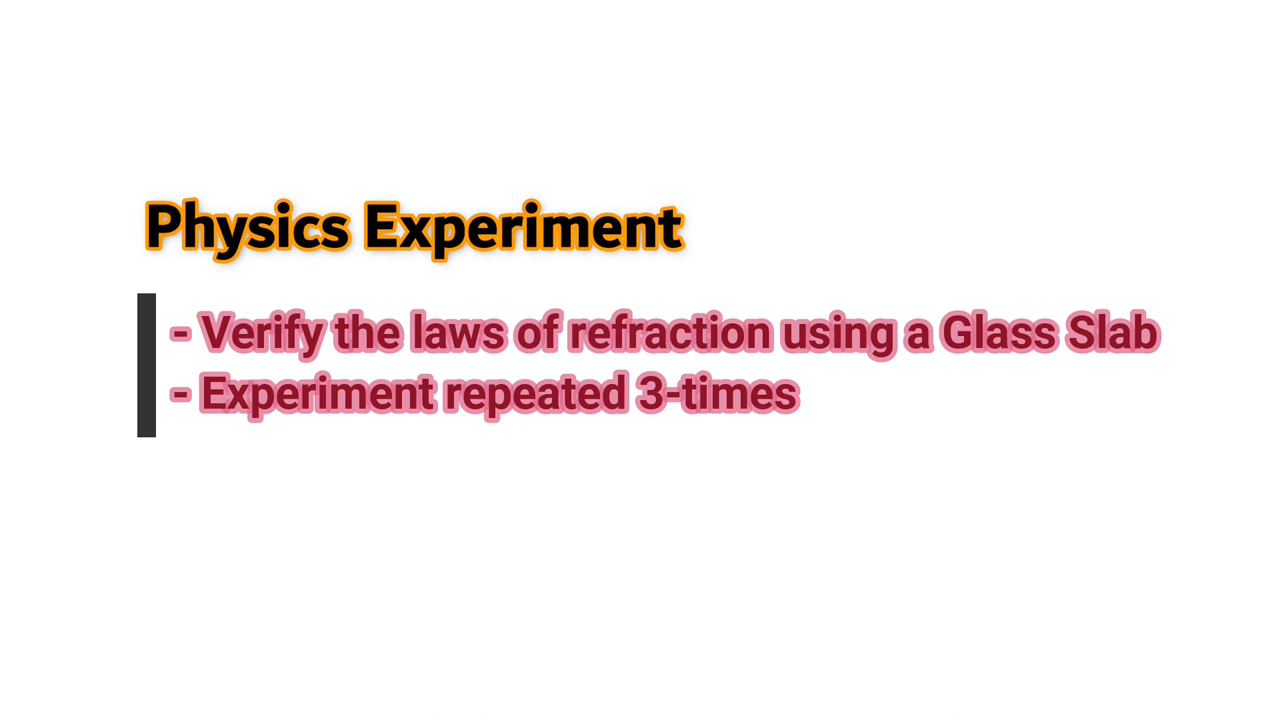 Physics Experiment
- Verify the laws of refraction using a Glass Slab
- Experiment repeated 3-times